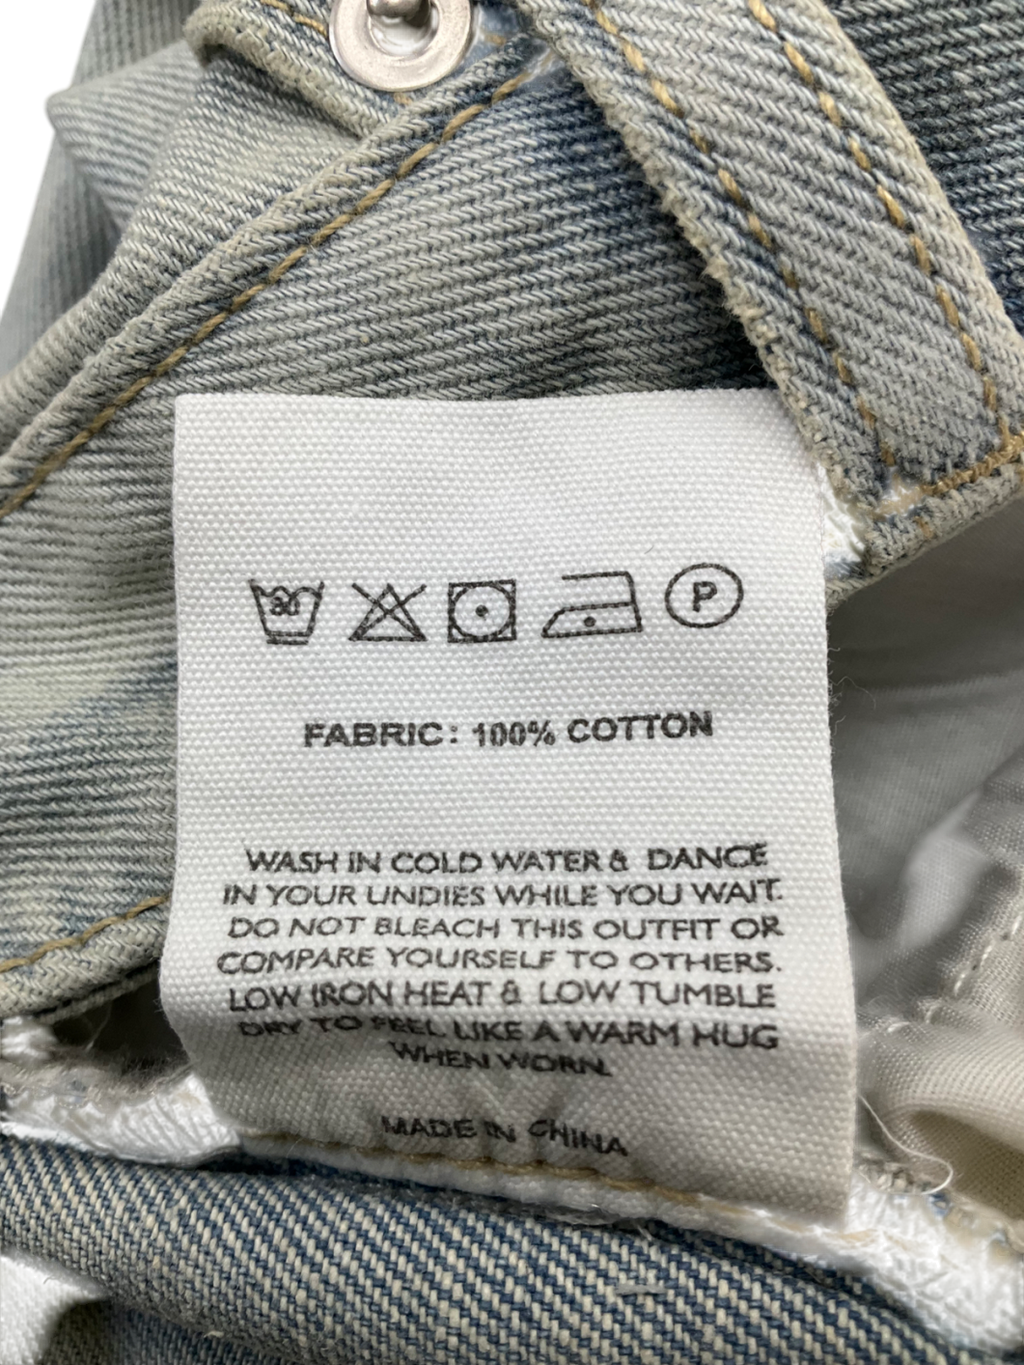 30
P
FABRIC: 100% COTTON
WASH IN COLD WATER & DANCE
IN YOUR UNDIES WHILE YOU WAIT.
DO NOT BLEACH THIS OUTFIT OR
COMPARE YOURSELF TO OTHERS.
LOW IRON HEAT & LOW TUMBLE
DRY TO FEEL LIKE A WARM HUG
WHEN WORN.
MADE IN CHINA